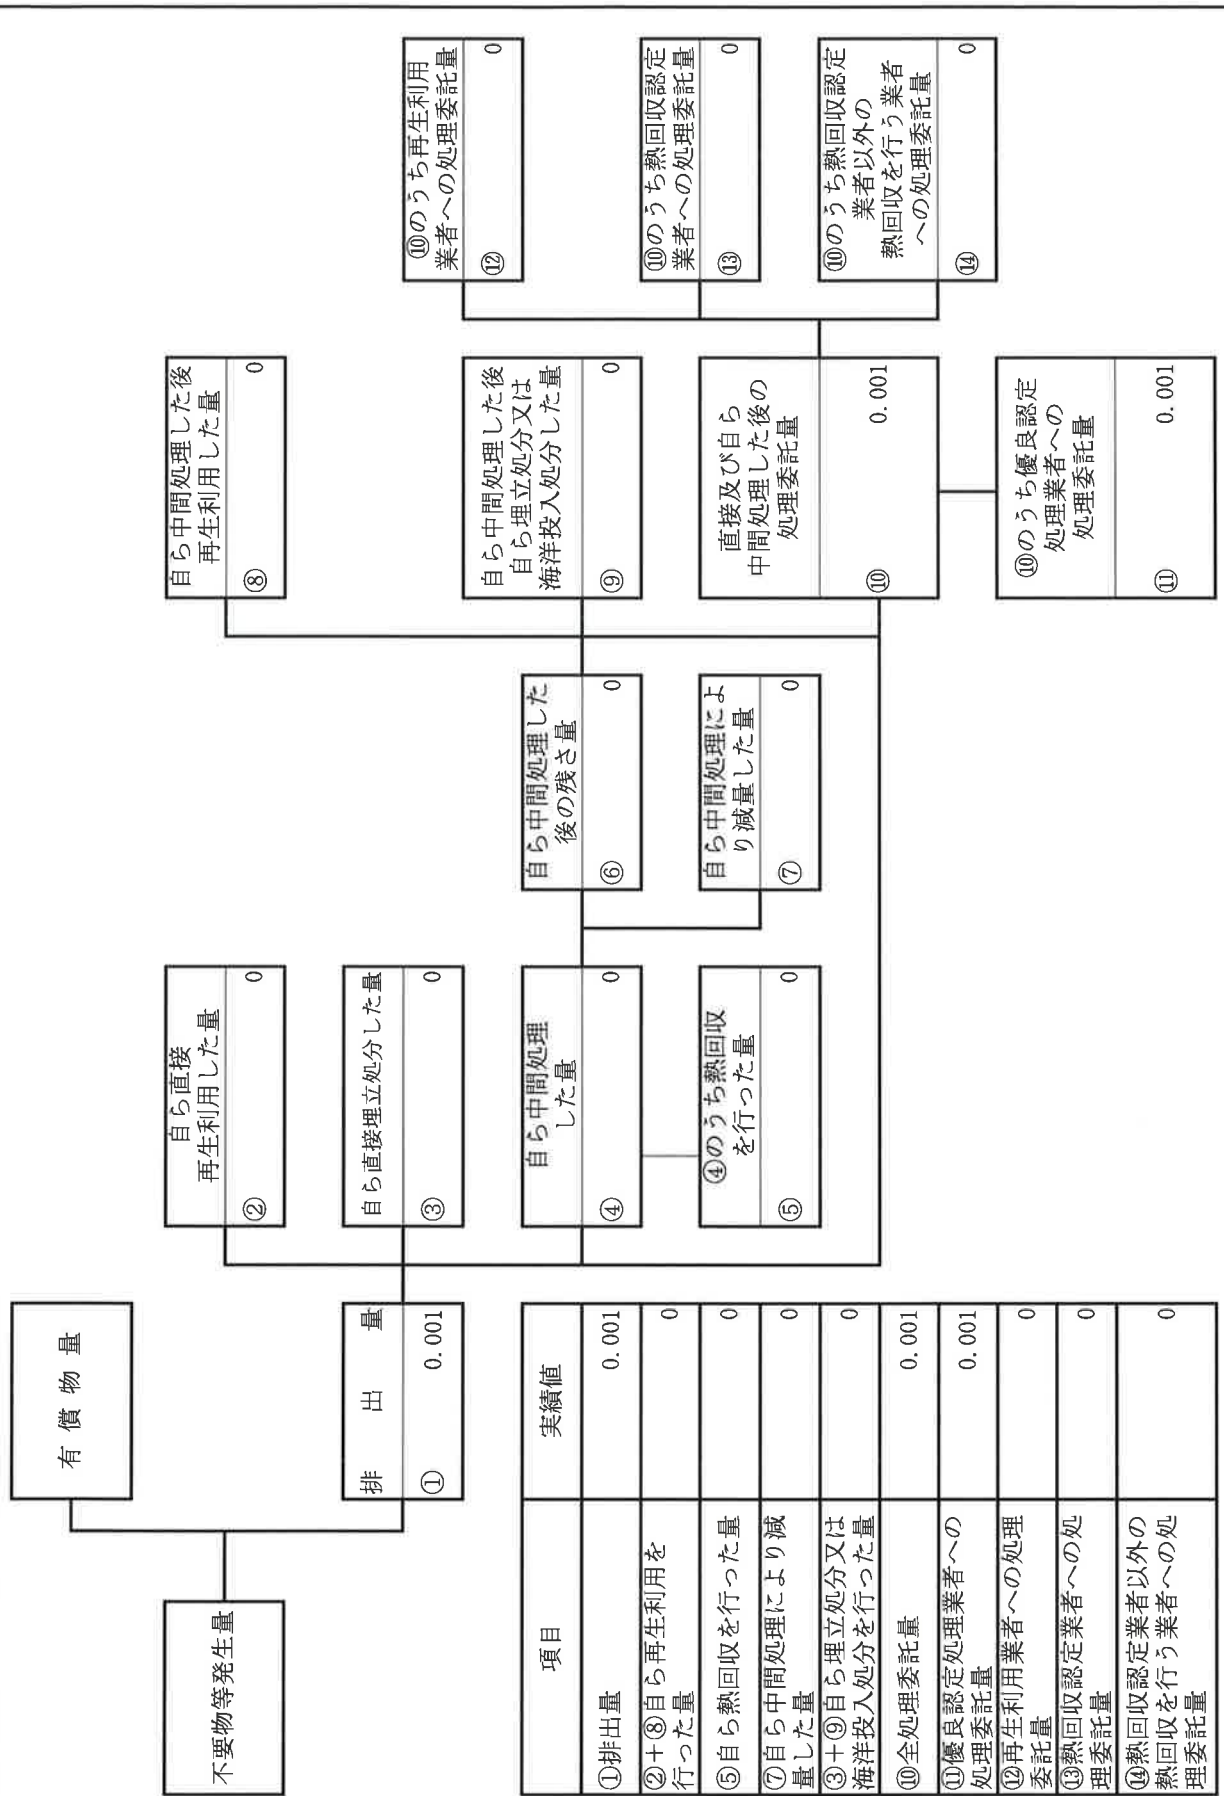 不要物等発生量
有償物量
排出量
① 0.001
自ら直接
再生利用した量
② 0
自ら直接埋立処分した量
③ 0
自ら中間処理
した量
④ 0
④のうち熱回収
を行った量
⑤ 0
自ら中間処理した
後の残さ量
⑥ 0
自ら中間処理によ
り減量した量
⑦ 0
自ら中間処理した後
再生利用した量
⑧ 0
自ら中間処理した後
自ら埋立処分又は
海洋投入処分した量
⑨ 0
直接及び自ら
中間処理した後の
処理委託量
⑩ 0.001
⑩のうち優良認定
処理業者への
処理委託量
⑪ 0.001
⑩のうち再生利用
業者への処理委託量
⑫ 0
⑩のうち熱回収認定
業者への処理委託量
⑬ 0
⑩のうち熱回収認定
業者以外の
熱回収を行う業者
への処理委託量
⑭ 0
項目 実績値
①排出量 0.001
②+⑧自ら再生利用を
行った量 0
⑤自ら熱回収を行った量 0
⑦自ら中間処理により減
量した量 0
③+⑨自ら埋立処分又は
海洋投入処分を行った量 0
⑩全処理委託量 0.001
⑪優良認定処理業者への
処理委託量 0.001
⑫再生利用業者への処理
委託量 0
⑬熱回収認定業者への処
理委託量 0
⑭熱回収認定業者以外の
熱回収を行う業者への処
理委託量 0